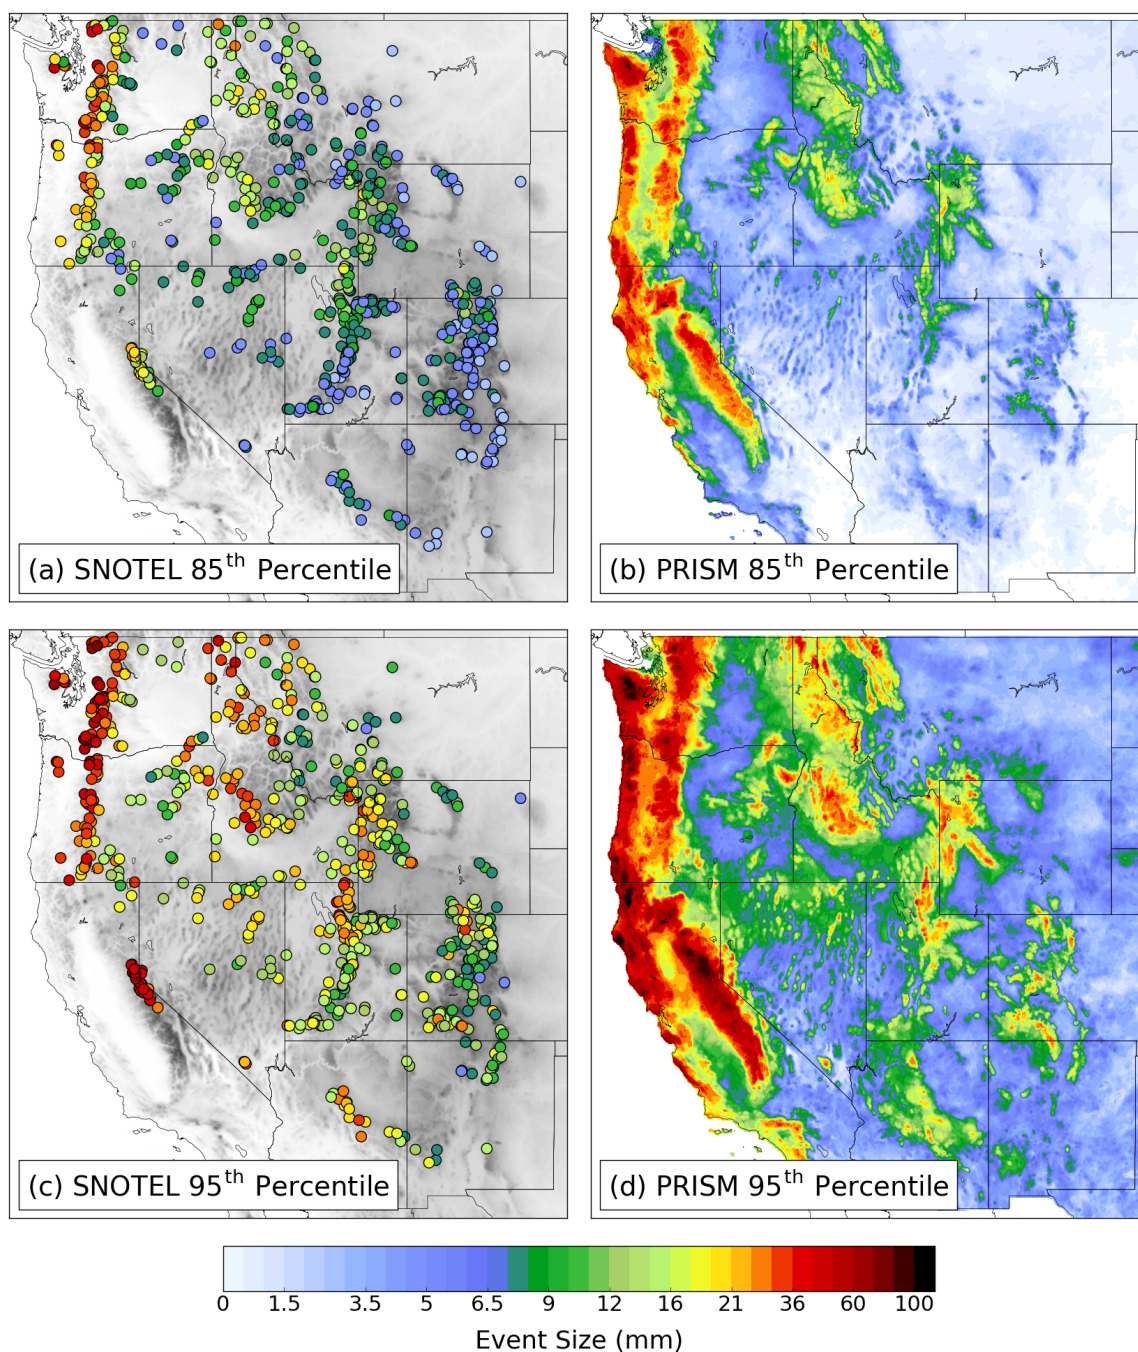 (a) SNOTEL 85th Percentile
(b) PRISM 85th Percentile
(c) SNOTEL 95th Percentile
(d) PRISM 95th Percentile
0 1.5 3.5 5 6.5 9 12 16 21 36 60 100
Event Size (mm)